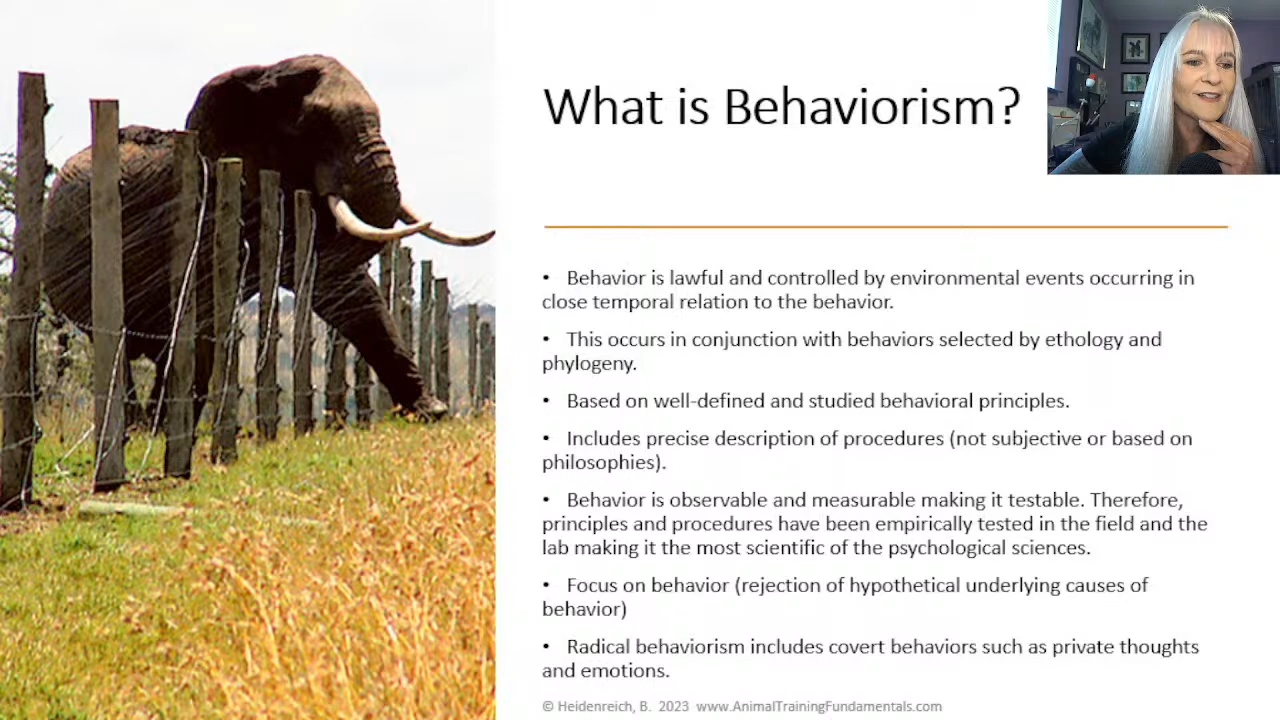 What is Behaviorism?
• Behavior is lawful and controlled by environmental events occurring in
close temporal relation to the behavior.
• This occurs in conjunction with behaviors selected by ethology and
phylogeny.
• Based on well-defined and studied behavioral principles.
• Includes precise description of procedures (not subjective or based on
philosophies).
• Behavior is observable and measurable making it testable. Therefore,
principles and procedures have been empirically tested in the field and the
lab making it the most scientific of the psychological sciences.
• Focus on behavior (rejection of hypothetical underlying causes of
behavior)
• Radical behaviorism includes covert behaviors such as private thoughts
and emotions.
© Heidenreich, B. 2023 www.AnimalTrainingFundamentals.com